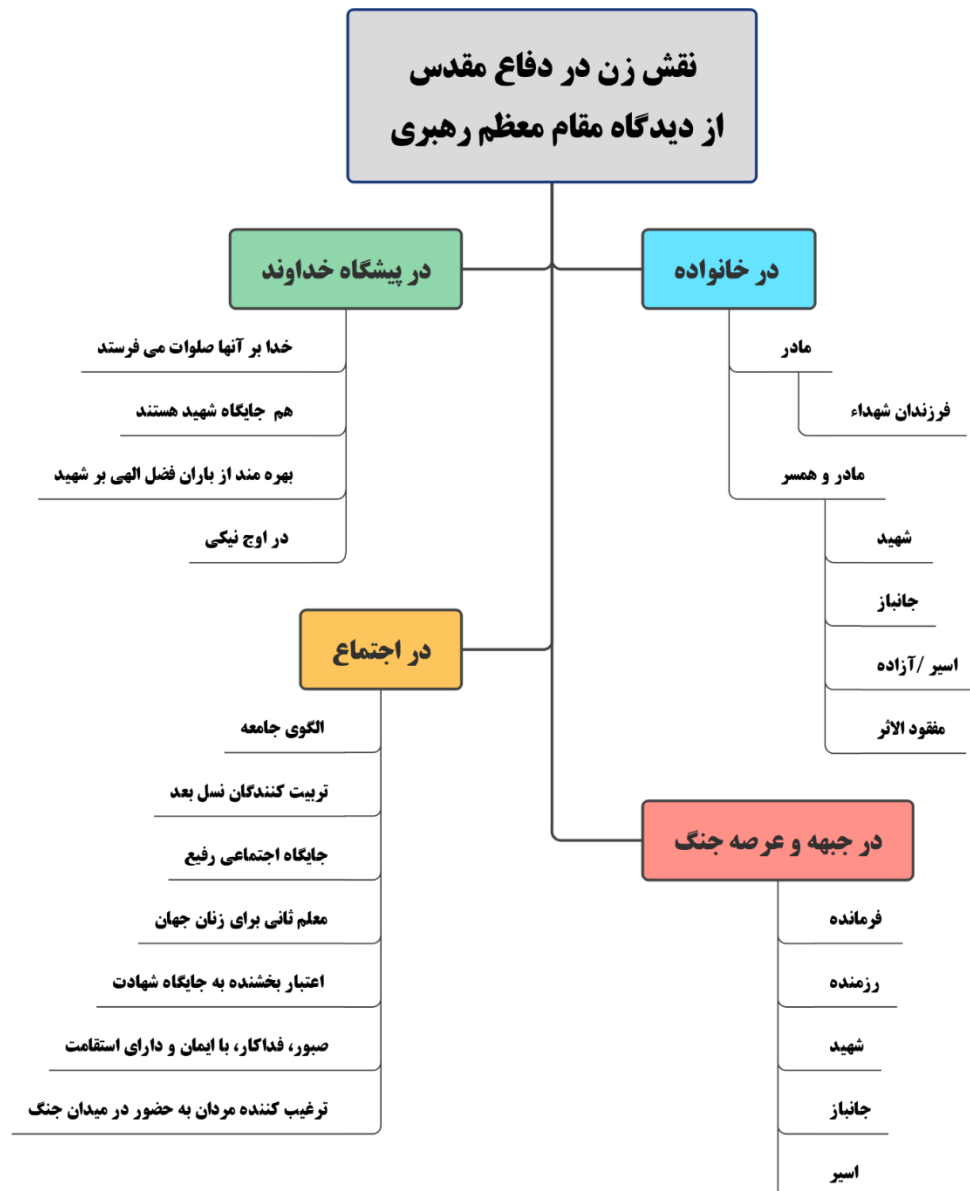 نقش زن در دفاع مقدس
از دیدگاه مقام معظم رهبری
در خانواده
مادر
فرزندان شهداء
مادر و همسر
شهید
جانباز
اسیر /آزاده
مفقود الاثر
در پیشگاه خداوند
خدا بر آنها صلوات می فرستد
هم جایگاه شهید هستند
بهره مند از باران فضل الهی بر شهید
در اوج نیکی
در اجتماع
الگوی جامعه
تربیت کنندگان نسل بعد
جایگاه اجتماعی رفیع
معلم ثانی برای زنان جهان
اعتبار بخشنده به جایگاه شهادت
صبور، فداکار، با ایمان و دارای استقامت
ترغیب کننده مردان به حضور در میدان جنگ
در جبهه و عرصه جنگ
فرمانده
رزمنده
شهید
جانباز
اسیر